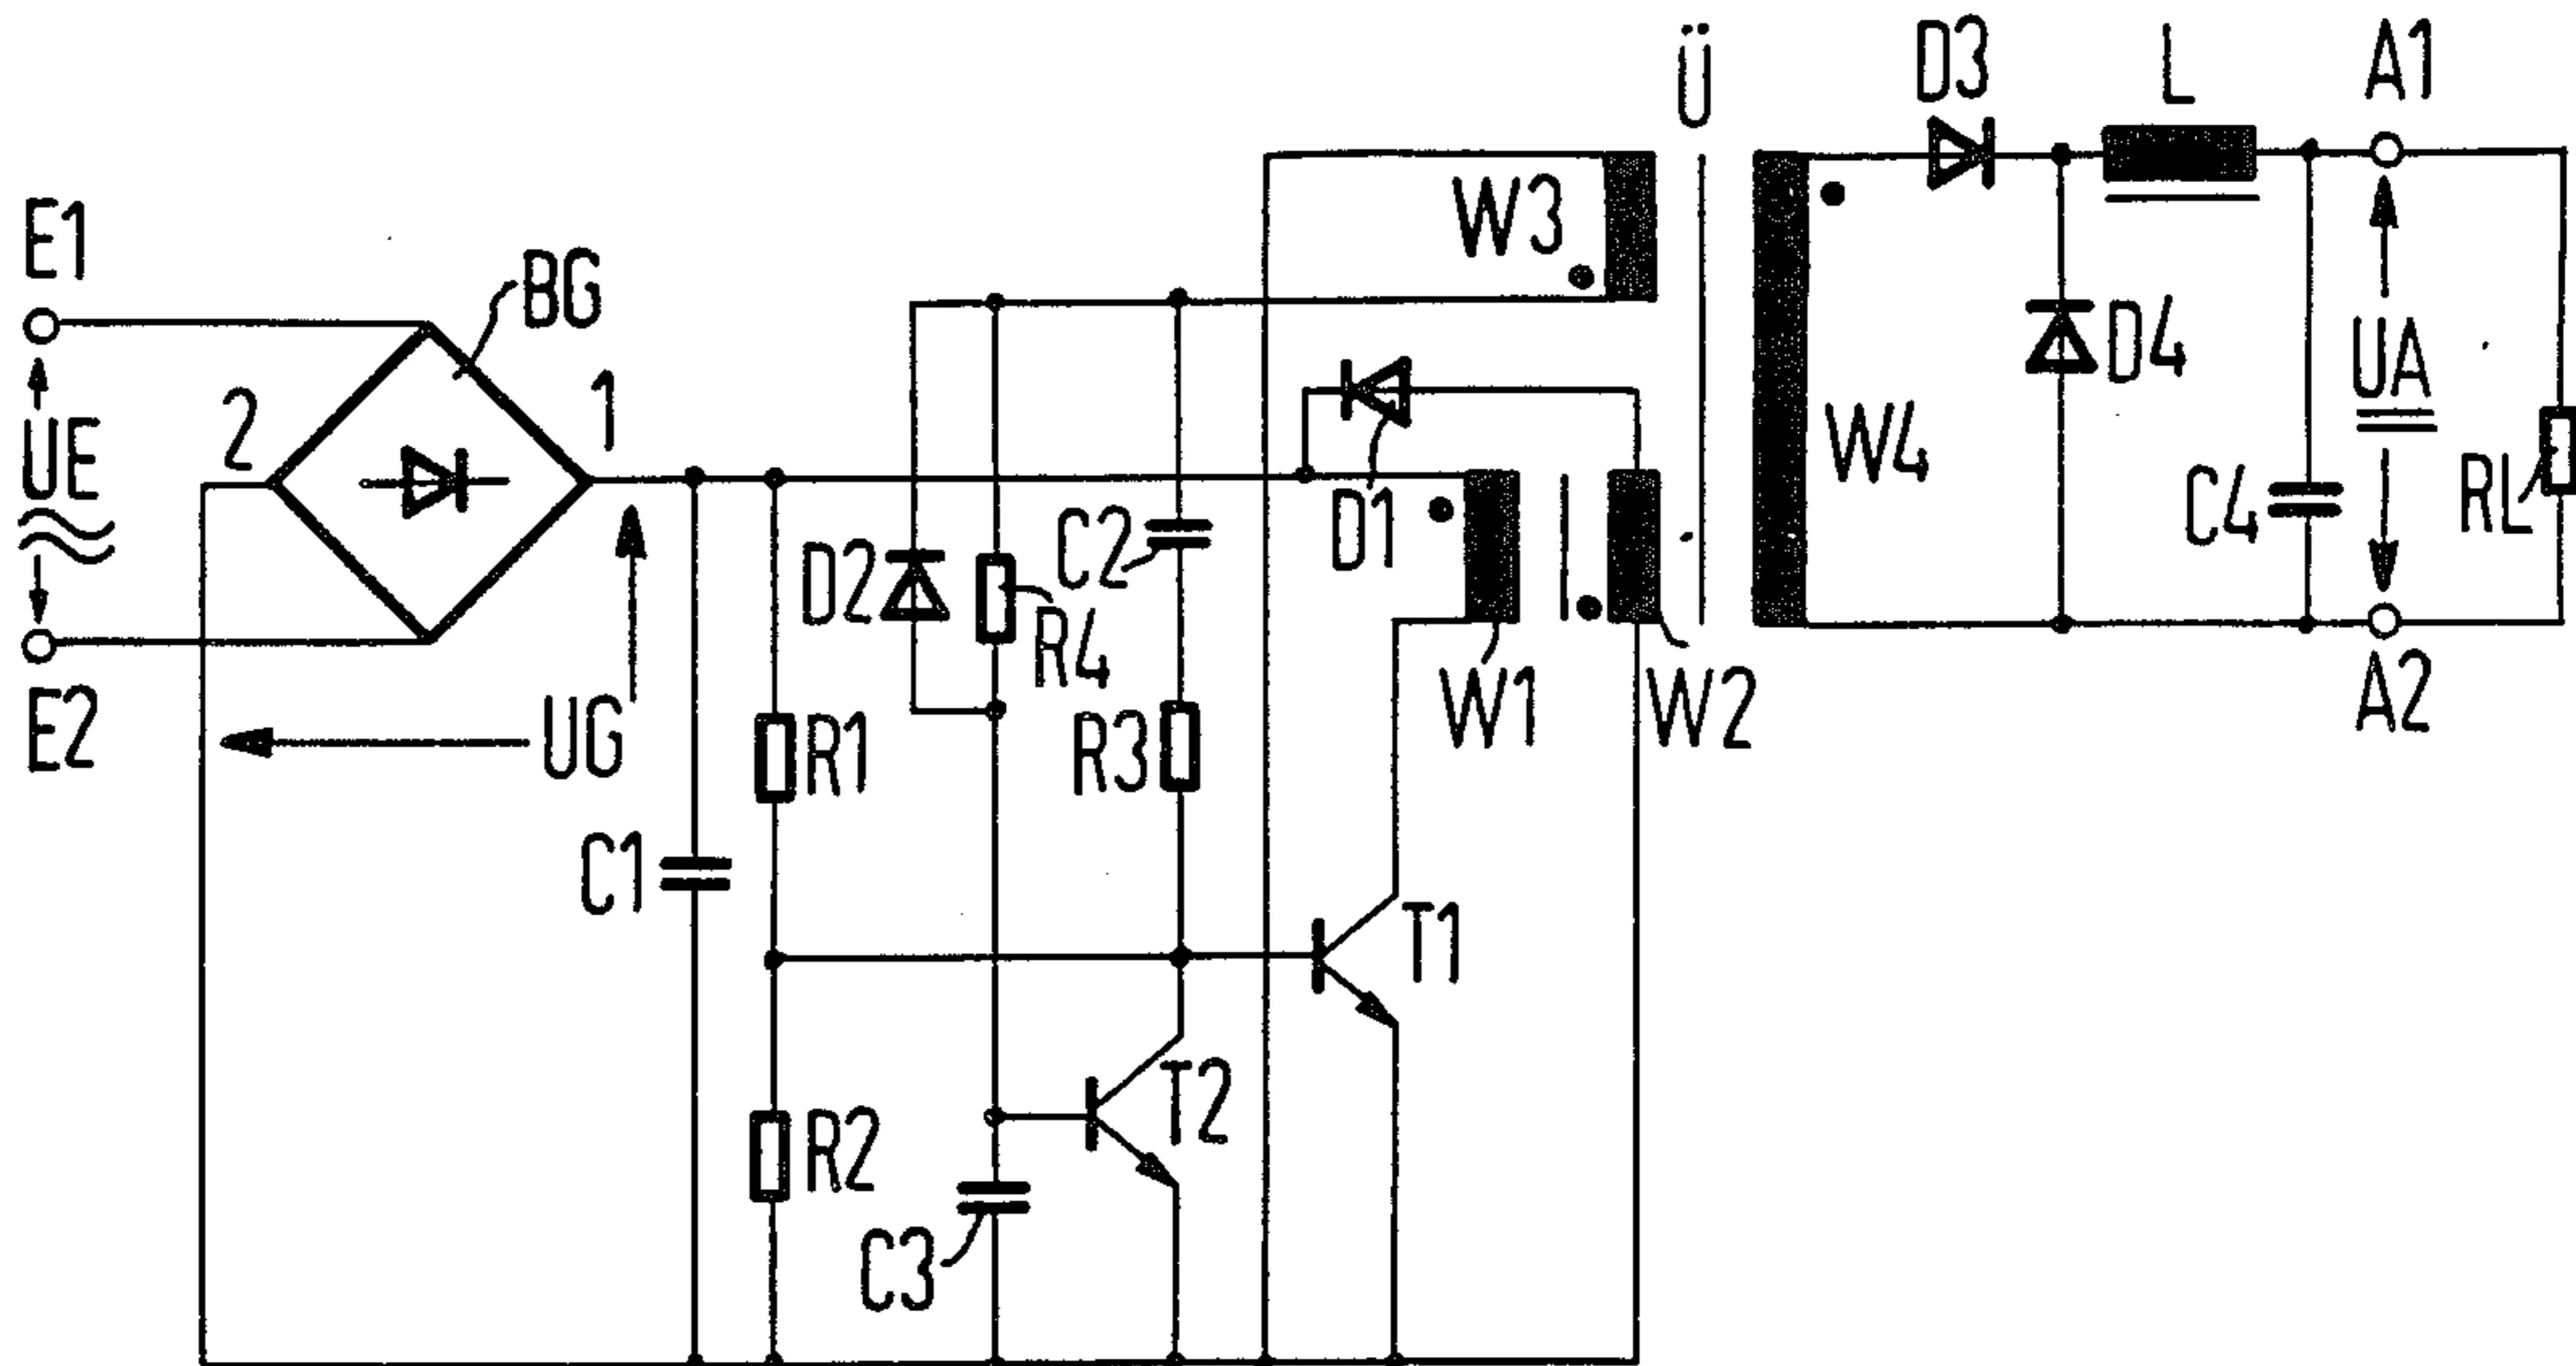 Ü
D3
L
A1
W3
E1
BG
D4
UA
2
1
UE
W4
C4
RL
D1
C2
D2
R4
W1
W2
A2
E2
UG
R1
R3
C1
T1
T2
R2
C3